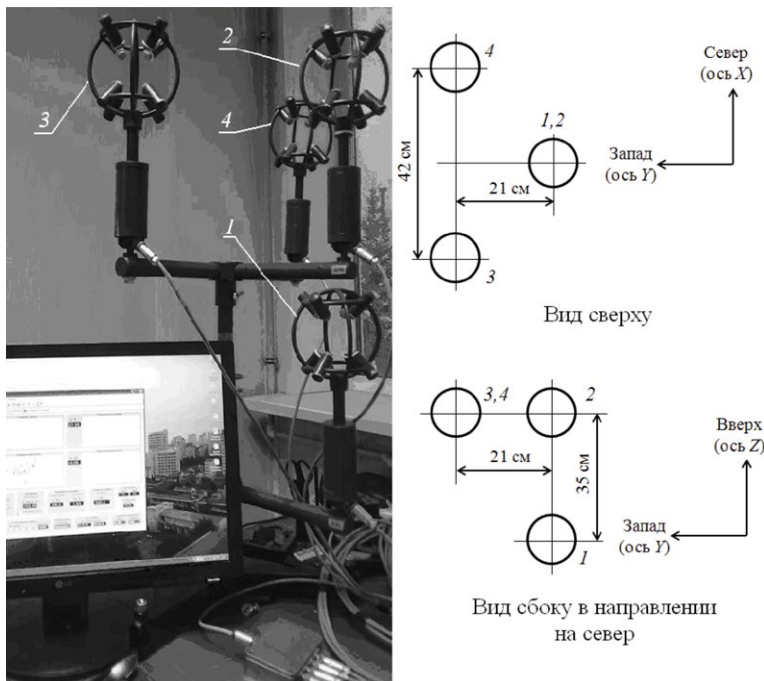 2
3
4
1
4
Север
(ось X)
1,2
42 см
Запад
(ось Y)
21 см
3
Вид сверху
3,4
2
Вверх
(ось Z)
21 см
35 см
Запад
(ось Y)
1
Вид сбоку в направлении
на север